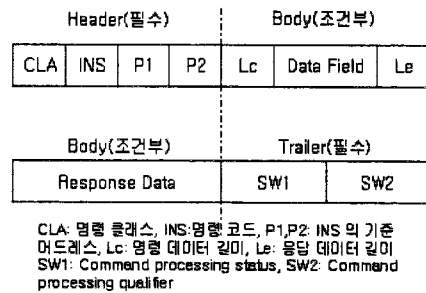 Header(필수) Body(조건부)
CLA INS P1 P2 Lc Data Field Le
Body(조건부) Trailer(필수)
Response Data SW1 SW2
CLA: 명령 클래스, INS:명령 코드, P1,P2: INS 의 기준
어드레스, Lc: 명령 데이터 길이, Le: 응답 데이터 길이
SW1: Command processing status, SW2: Command
processing qualifier